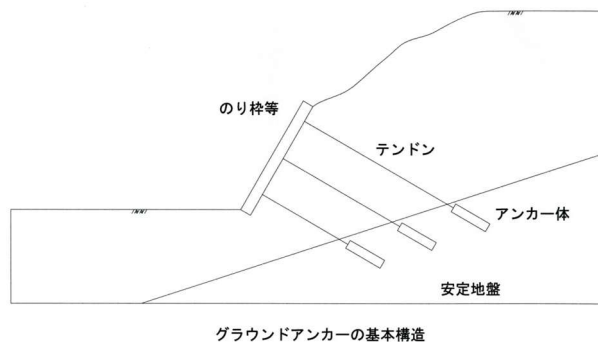 のり枠等
テンドン
アンカー体
安定地盤
グラウンドアンカーの基本構造